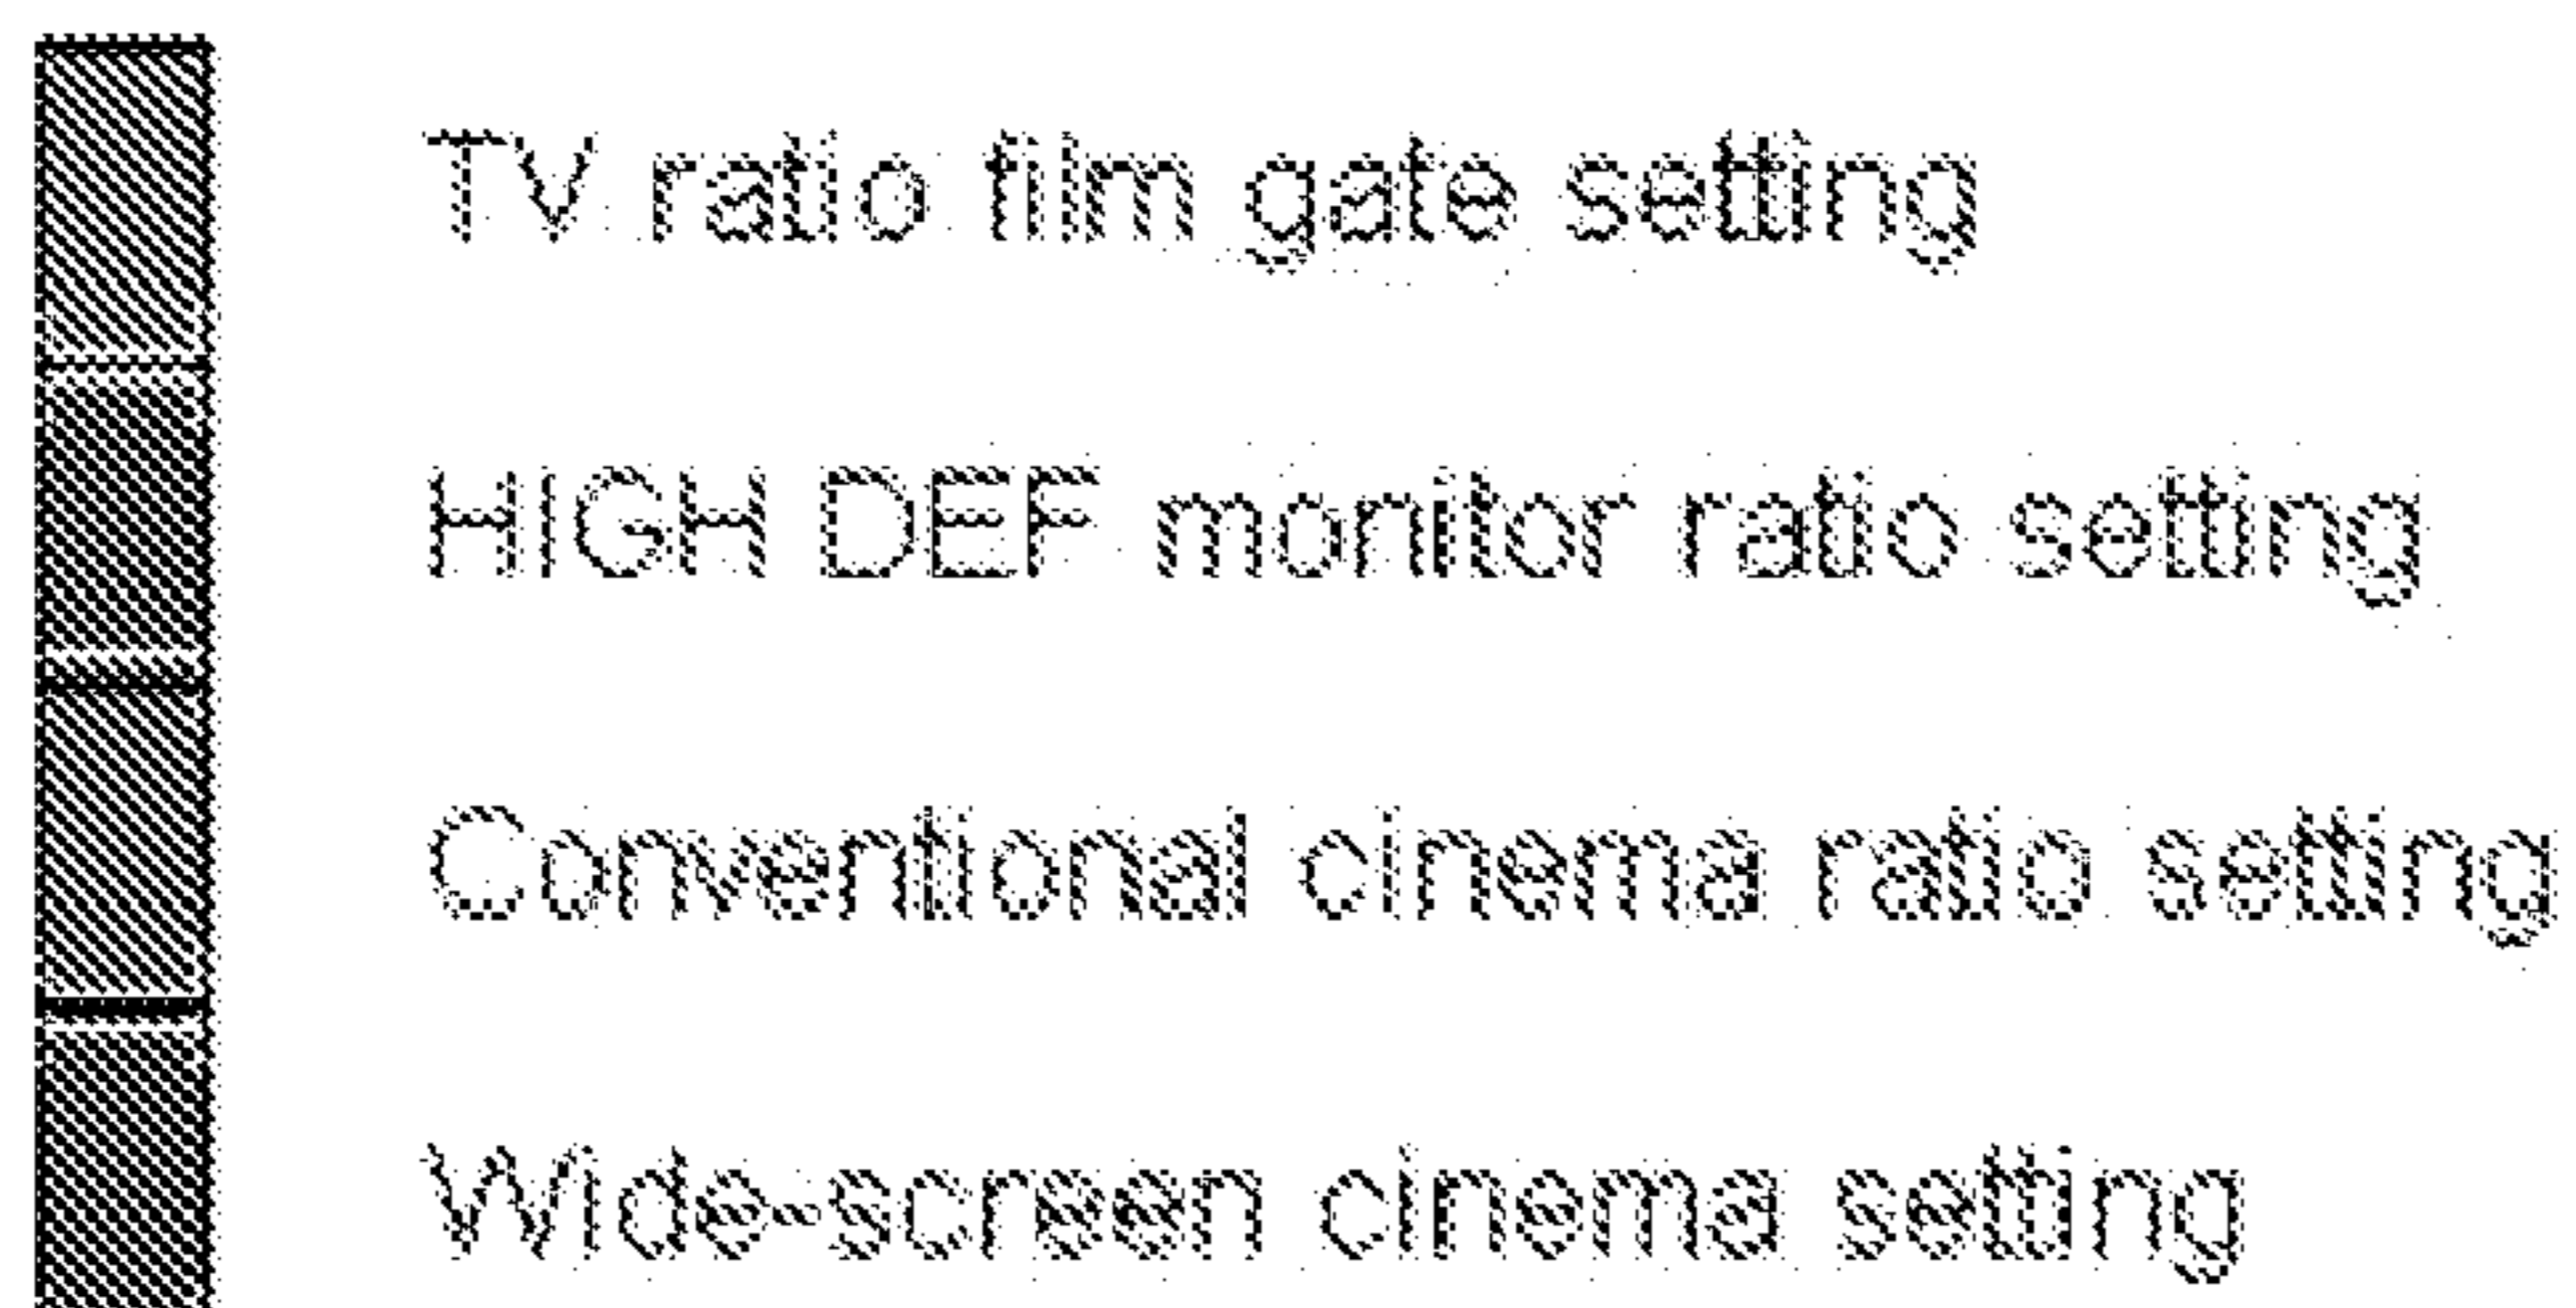 TV ratio film gate setting
HIGH DEF monitor ratio setting
Conventional cinema ratio setting
Wide-screen cinema setting